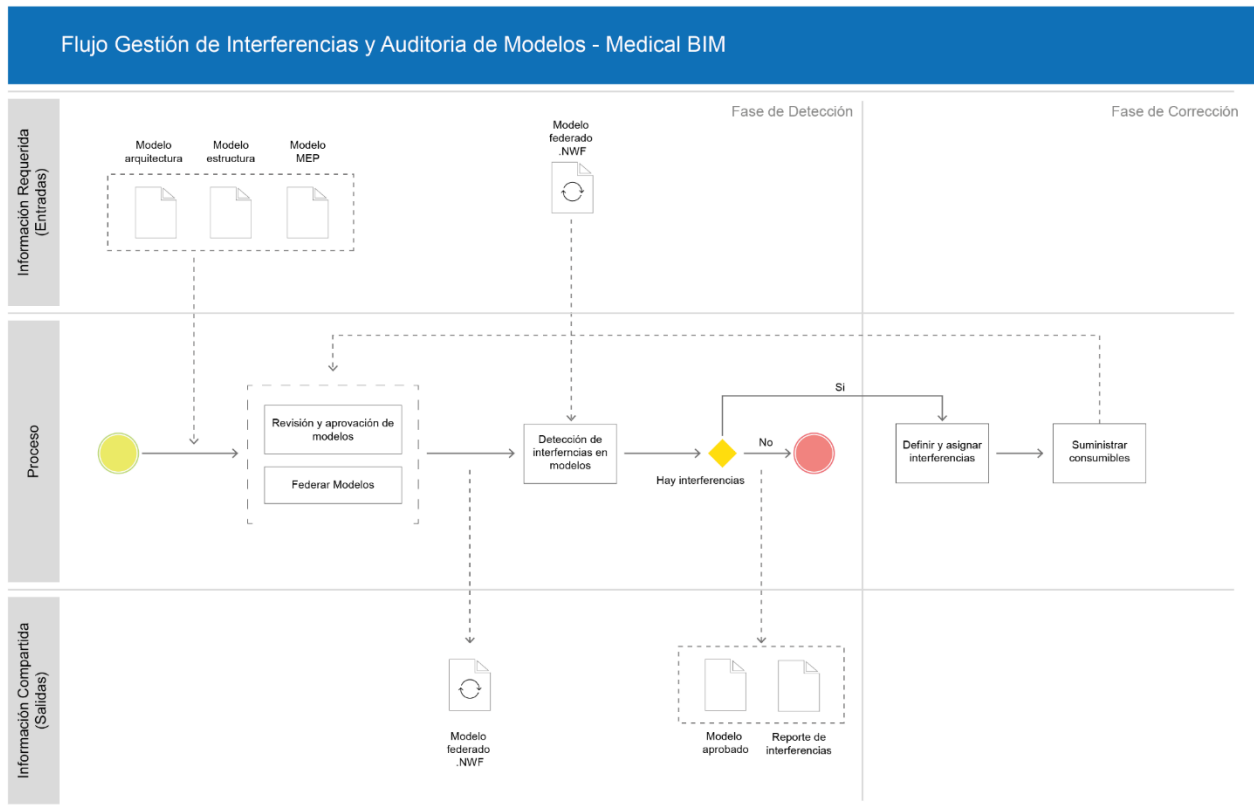 Flujo Gestión de Interferencias y Auditoria de Modelos - Medical BIM
Información Requerida
(Entradas)
Fase de Detección
Fase de Corrección
Modelo
arquitectura
Modelo
estructura
Modelo
MEP
Modelo
federado
.NWF
Proceso
Revisión y aprovación de
modelos
Federar Modelos
Detección de
interferncias en
modelos
Hay interferencias
Si
No
Definir y asignar
interferencias
Suministrar
consumibles
Información Compartida
(Salidas)
Modelo
federado
.NWF
Modelo
aprobado
Reporte de
interferencias